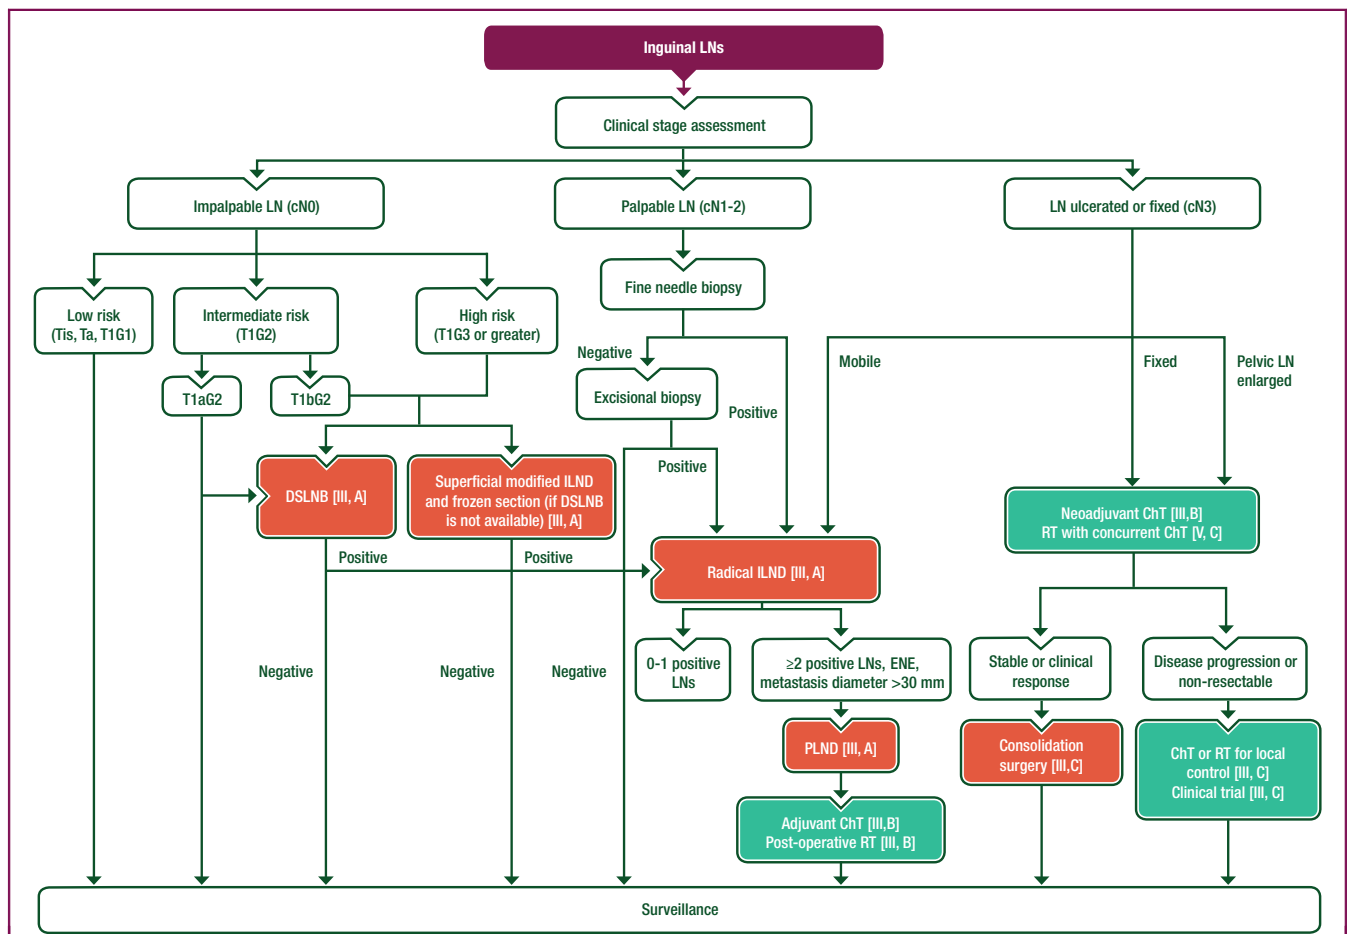 Inguinal LNs
Clinical stage assessment
Impalpable LN (cN0)
Palpable LN (cN1-2)
LN ulcerated or fixed (cN3)
Fine needle biopsy
Low risk
(Tis, Ta, T1G1)
Intermediate risk
(T1G2)
High risk
(T1G3 or greater)
Negative
Mobile
Fixed
Pelvic LN
enlarged
T1aG2
T1bG2
Excisional biopsy
Positive
Positive
DSLNB [III, A]
Superficial modified ILND
and frozen section (if DSLNB
is not available) [III, A]
Neoadjuvant ChT [III,B]
RT with concurrent ChT [V, C]
Positive
Positive
Radical ILND [III, A]
Negative
Negative
Negative
0-1 positive
LNs
≥2 positive LNs, ENE,
metastasis diameter >30 mm
Stable or clinical
response
Disease progression or
non-resectable
PLND [III, A]
Consolidation
surgery [III,C]
ChT or RT for local
control [III, C]
Clinical trial [III, C]
Adjuvant ChT [III,B]
Post-operative RT [III, B]
Surveillance